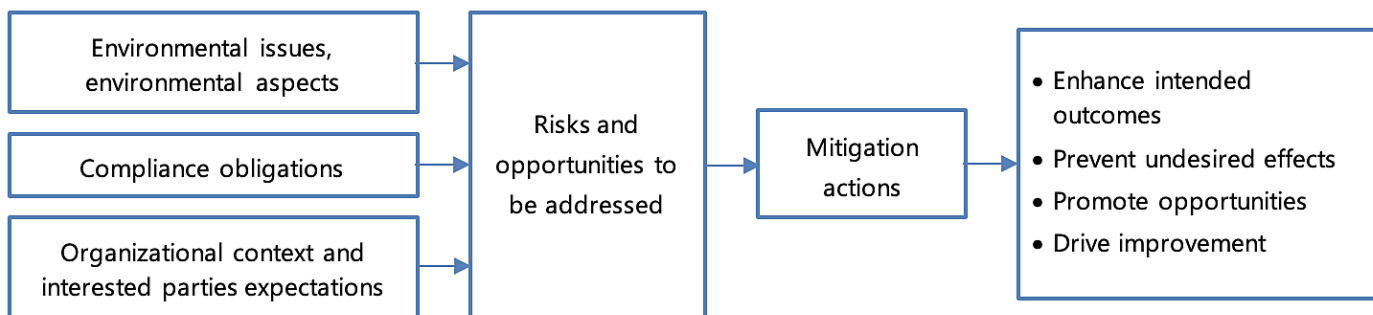 Environmental issues,
environmental aspects
Compliance obligations
Organizational context and
interested parties expectations
Risks and
opportunities to
be addressed
Mitigation
actions
• Enhance intended
outcomes
• Prevent undesired effects
• Promote opportunities
• Drive improvement